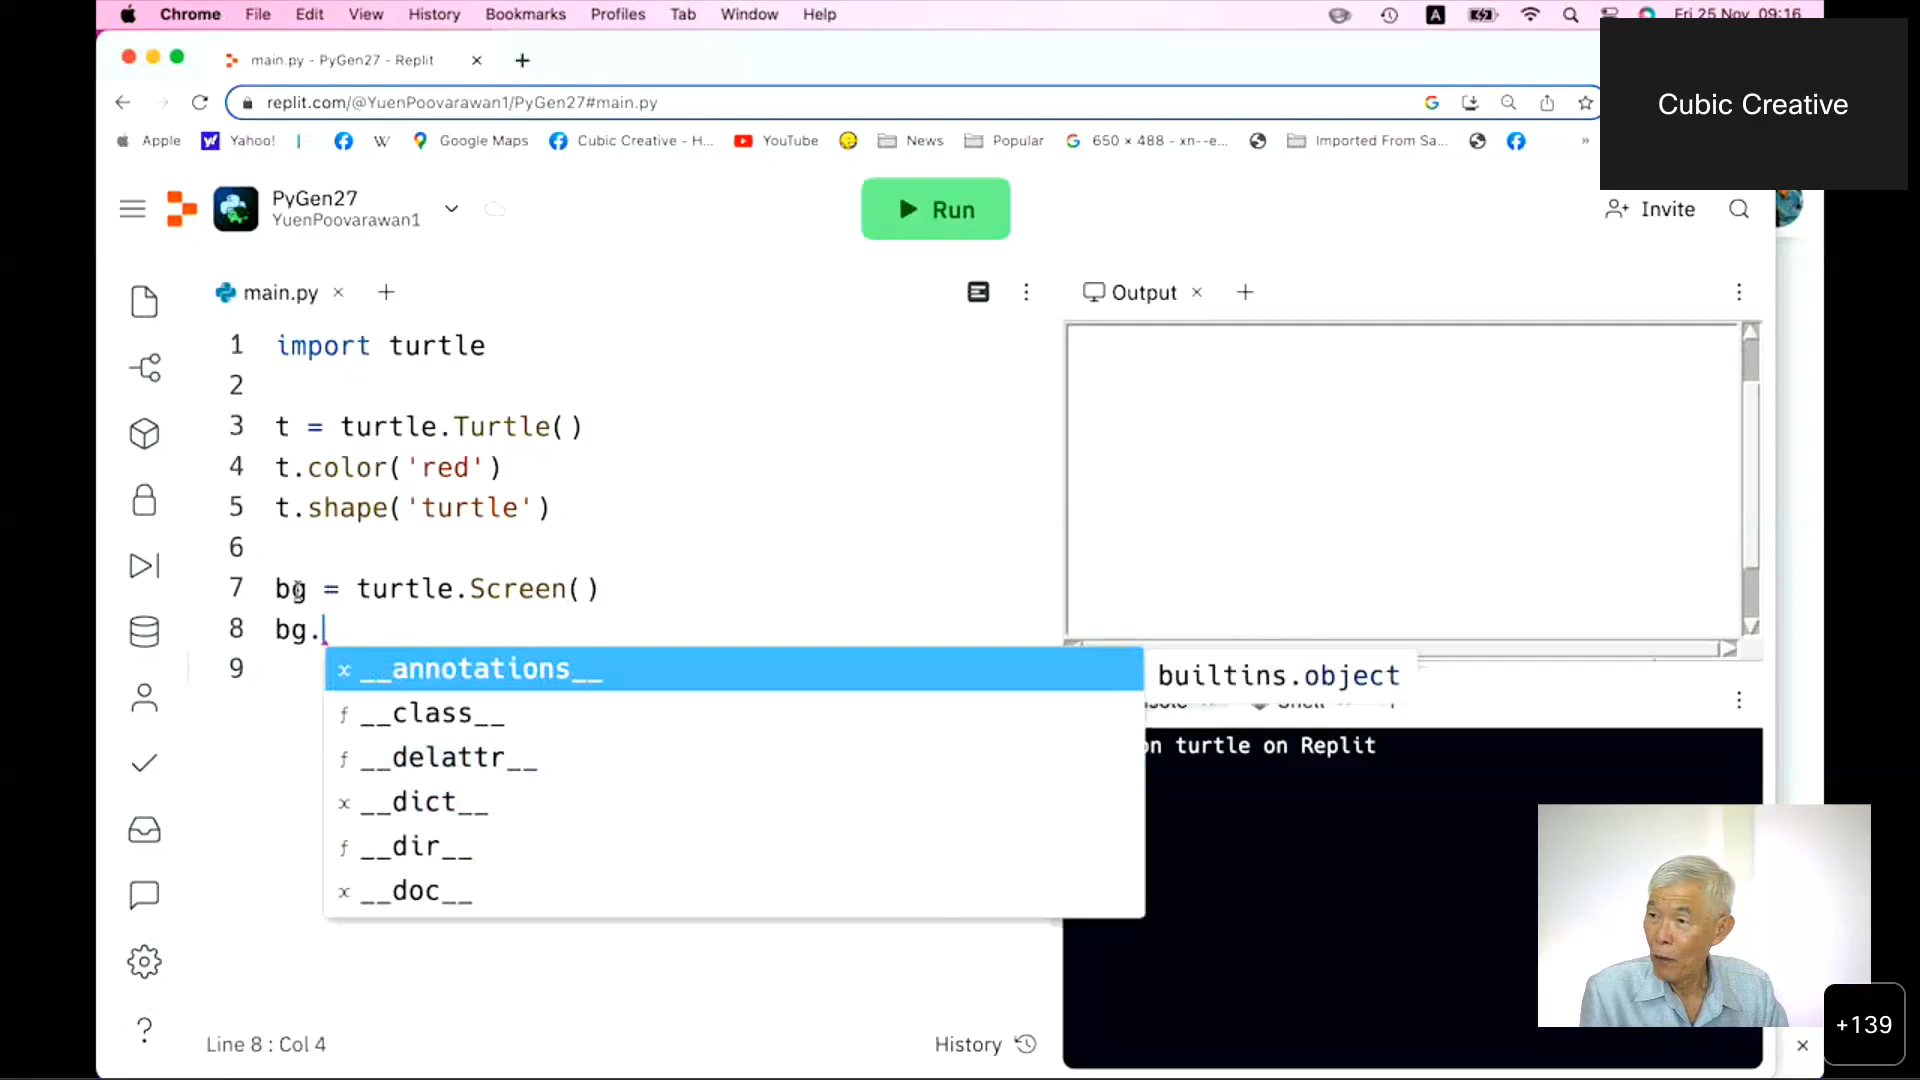 Chrome File Edit View History Bookmarks Profiles Tab Window Help A Fri 25 Nov 09:16
main.py - PyGen27 - Replit
replit.com/@YuenPoovarawan1/PyGen27#main.py
Apple Yahoo! Google Maps Cubic Creative - H... YouTube News Popular 650 × 488 - xn--e... Imported From Sa... »
Cubic Creative
PyGen27
YuenPoovarawan1
Run
Invite
main.py
Output
1 import turtle
2
3 t = turtle.Turtle()
4 t.color('red')
5 t.shape('turtle')
6
7 bg = turtle.Screen()
8 bg.
9
x __annotations__
builtins.object
f __class__
f __delattr__
x __dict__
f __dir__
x __doc__
Shell
on turtle on Replit
Line 8 : Col 4
History
+139